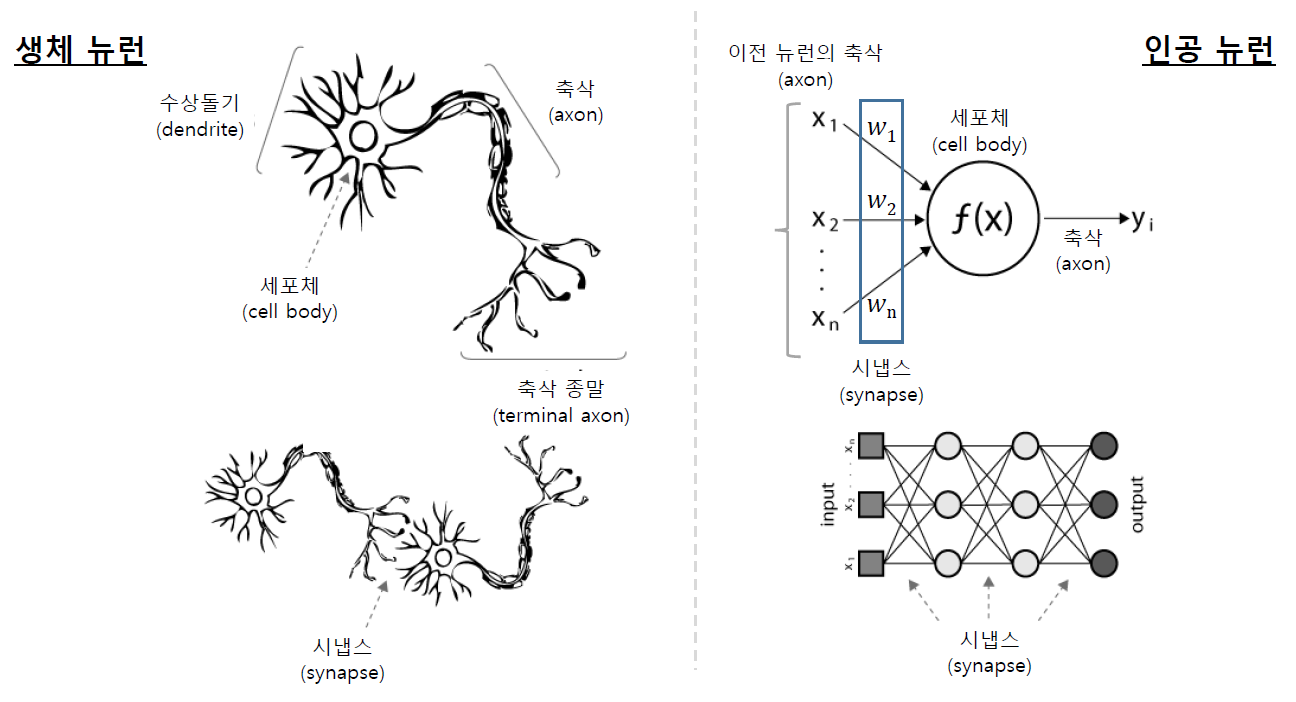 생체 뉴런
수상돌기
(dendrite)
축삭
(axon)
세포체
(cell body)
축삭 종말
(terminal axon)
시냅스
(synapse)
인공 뉴런
이전 뉴런의 축삭
(axon)
x1
x2
xn
w1
w2
wn
세포체
(cell body)
f(x)
yi
축삭
(axon)
시냅스
(synapse)
input
xn
x2
x1
output
시냅스
(synapse)